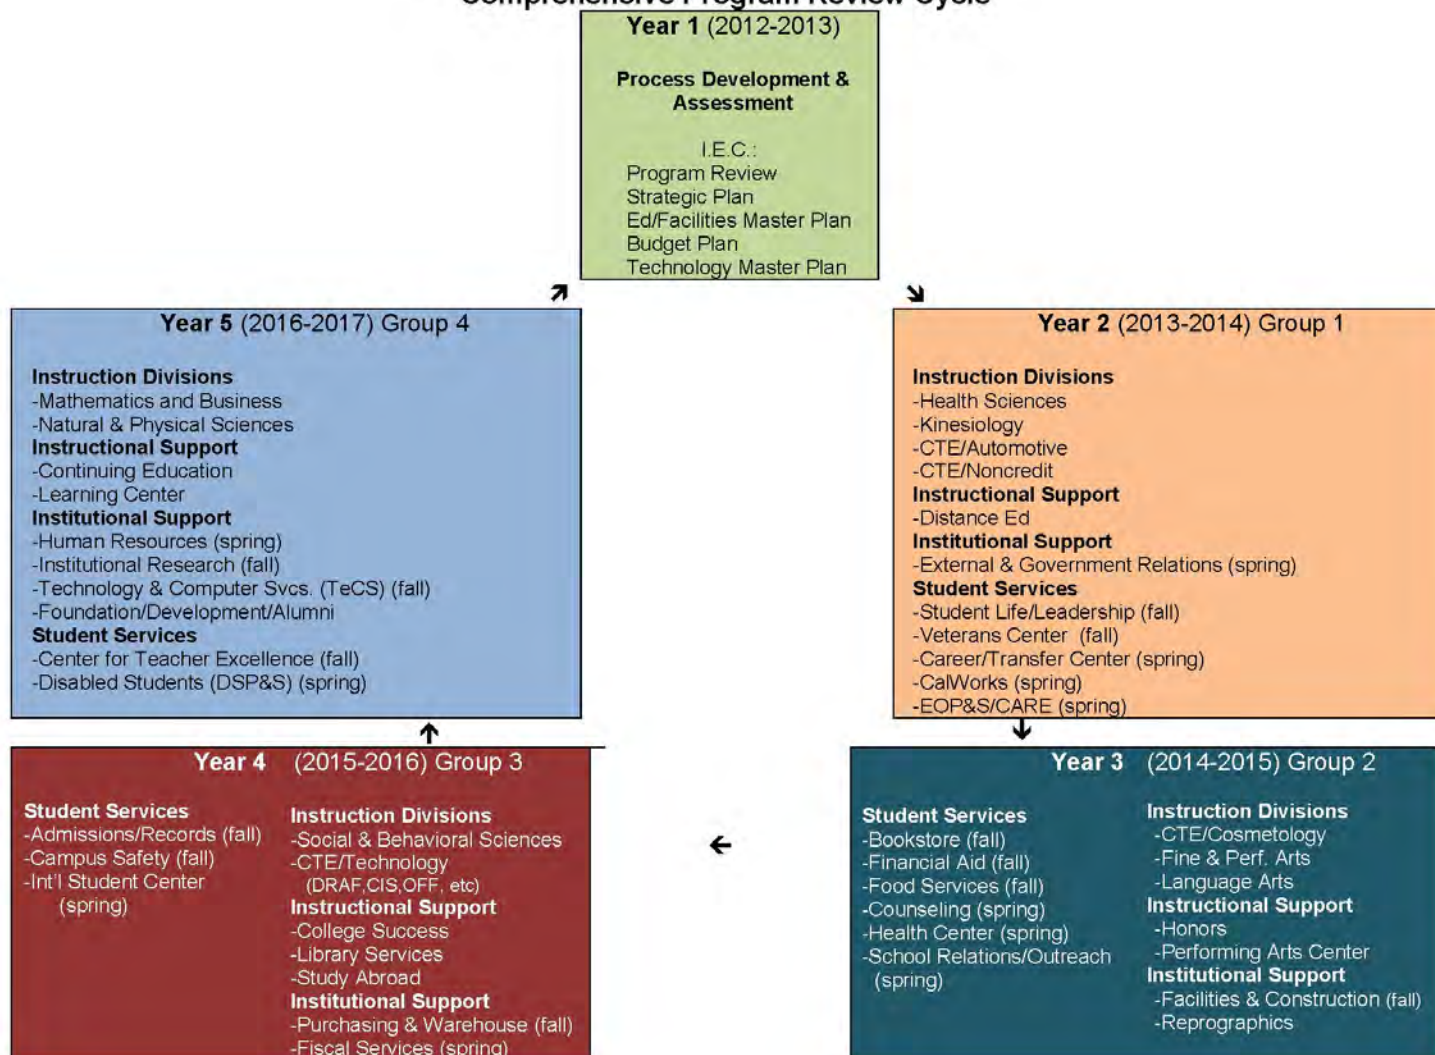 Comprehensive Program Review Cycle
Year 1 (2012-2013)
Process Development &
Assessment
I.E.C.:
Program Review
Strategic Plan
Ed/Facilities Master Plan
Budget Plan
Technology Master Plan
Year 5 (2016-2017) Group 4
Instruction Divisions
-Mathematics and Business
-Natural & Physical Sciences
Instructional Support
-Continuing Education
-Learning Center
Institutional Support
-Human Resources (spring)
-Institutional Research (fall)
-Technology & Computer Svcs. (TeCS) (fall)
-Foundation/Development/Alumni
Student Services
-Center for Teacher Excellence (fall)
-Disabled Students (DSP&S) (spring)
Year 2 (2013-2014) Group 1
Instruction Divisions
-Health Sciences
-Kinesiology
-CTE/Automotive
-CTE/Noncredit
Instructional Support
-Distance Ed
Institutional Support
-External & Government Relations (spring)
Student Services
-Student Life/Leadership (fall)
-Veterans Center (fall)
-Career/Transfer Center (spring)
-CalWorks (spring)
-EOP&S/CARE (spring)
Year 4 (2015-2016) Group 3
Student Services
-Admissions/Records (fall)
-Campus Safety (fall)
-Int'l Student Center
(spring)
Instruction Divisions
-Social & Behavioral Sciences
-CTE/Technology
(DRAF,CIS,OFF, etc)
Instructional Support
-College Success
-Library Services
-Study Abroad
Institutional Support
-Purchasing & Warehouse (fall)
-Fiscal Services (spring)
Year 3 (2014-2015) Group 2
Student Services
-Bookstore (fall)
-Financial Aid (fall)
-Food Services (fall)
-Counseling (spring)
-Health Center (spring)
-School Relations/Outreach
(spring)
Instruction Divisions
-CTE/Cosmetology
-Fine & Perf. Arts
-Language Arts
Instructional Support
-Honors
-Performing Arts Center
Institutional Support
-Facilities & Construction (fall)
-Reprographics